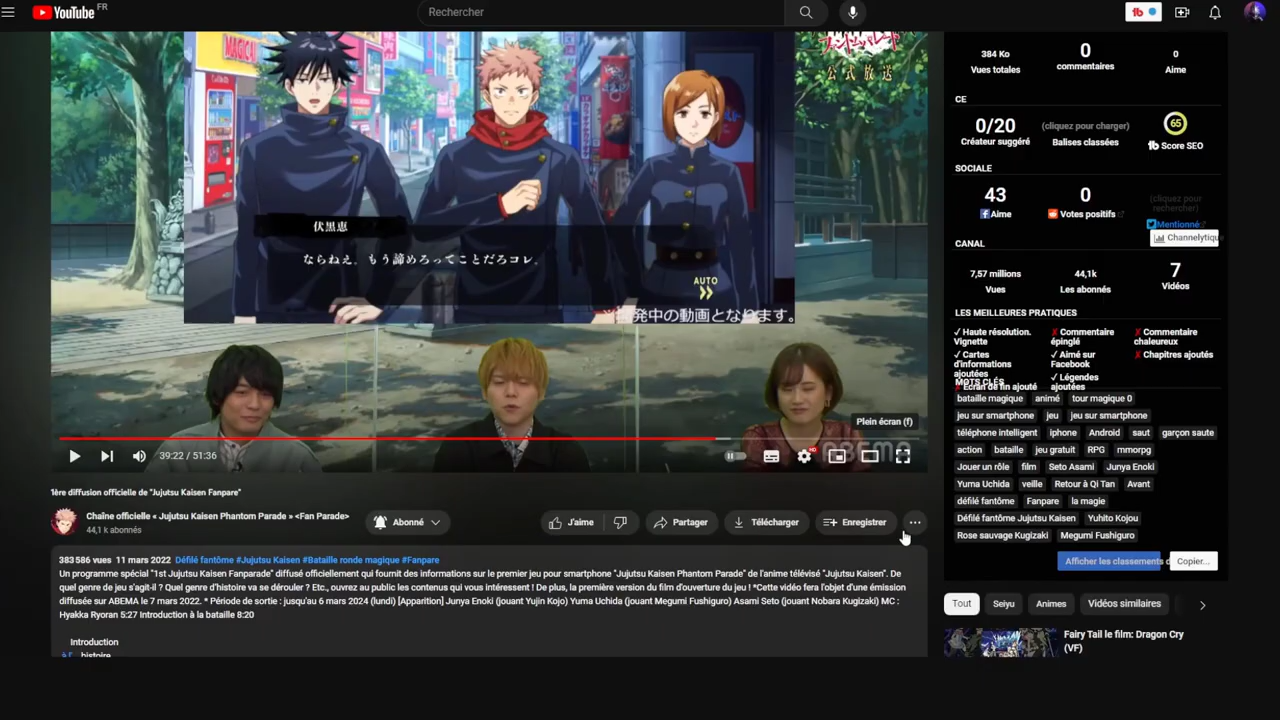 YouTube FR
Rechercher
MAGIC!
公式放送
伏黒恵
ならねえ。もう諦めろってことだろコレ。
AUTO
発中の動画となります。
Plein écran (f)
ABEMA
39:22 / 51:36
1ère diffusion officielle de "Jujutsu Kaisen Fanparade"
Chaîne officielle « Jujutsu Kaisen Phantom Parade » <Fan Parade>
44,1 k abonnés
Abonné
J'aime
Partager
Télécharger
Enregistrer
383 586 vues 11 mars 2022 Défilé fantôme #Jujutsu Kaisen #Bataille ronde magique #Fanpare
Un programme spécial "1st Jujutsu Kaisen Fanparade" diffusé officiellement qui fournit des informations sur le premier jeu pour smartphone "Jujutsu Kaisen Phantom Parade" de l'anime télévisé "Jujutsu Kaisen". De
quel genre de jeu s'agit-il ? Quel genre d'histoire va se dérouler ? Etc., ouvrez au public les contenus qui vous intéressent ! De plus, la première version du film d'ouverture du jeu ! *Cette vidéo fera l'objet d'une émission
diffusée sur ABEMA le 7 mars 2022. * Période de sortie : jusqu'au 6 mars 2024 (lundi) [Apparition] Junya Enoki (jouant Yujin Kojo) Yuma Uchida (jouant Megumi Fushiguro) Asami Seto (jouant Nobara Kugizaki) MC :
Hyakka Ryoran 5:27 Introduction à la bataille 8:20
Introduction
histoire
384 Ko 0 0
Vues totales commentaires Aime
CE
0/20 (cliquez pour charger) 65
Créateur suggéré Balises classées tb Score SEO
SOCIALE
43 0 (cliquez pour rechercher)
Aime Votes positifs Mentionné
Channelytiqu
CANAL
7,57 millions 44,1k 7
Vues Les abonnés Vidéos
LES MEILLEURES PRATIQUES
✓ Haute résolution. Vignette ✗ Commentaire épinglé ✗ Commentaire chaleureux
✓ Cartes d'informations ajoutées ✓ Aimé sur Facebook ✗ Chapitres ajoutés
✗ Écran de fin ajouté ✓ Légendes ajoutées
MOTS CLÉS
bataille magique animé tour magique 0
jeu sur smartphone jeu jeu sur smartphone
téléphone intelligent iphone Android saut garçon saute
action bataille jeu gratuit RPG mmorpg
Jouer un rôle film Seto Asami Junya Enoki
Yuma Uchida veille Retour à Qi Tan Avant
défilé fantôme Fanpare la magie
Défilé fantôme Jujutsu Kaisen Yuhito Kojou
Rose sauvage Kugizaki Megumi Fushiguro
Afficher les classements d Copier...
Tout Seiyu Animes Vidéos similaires
Fairy Tail le film: Dragon Cry
(VF)